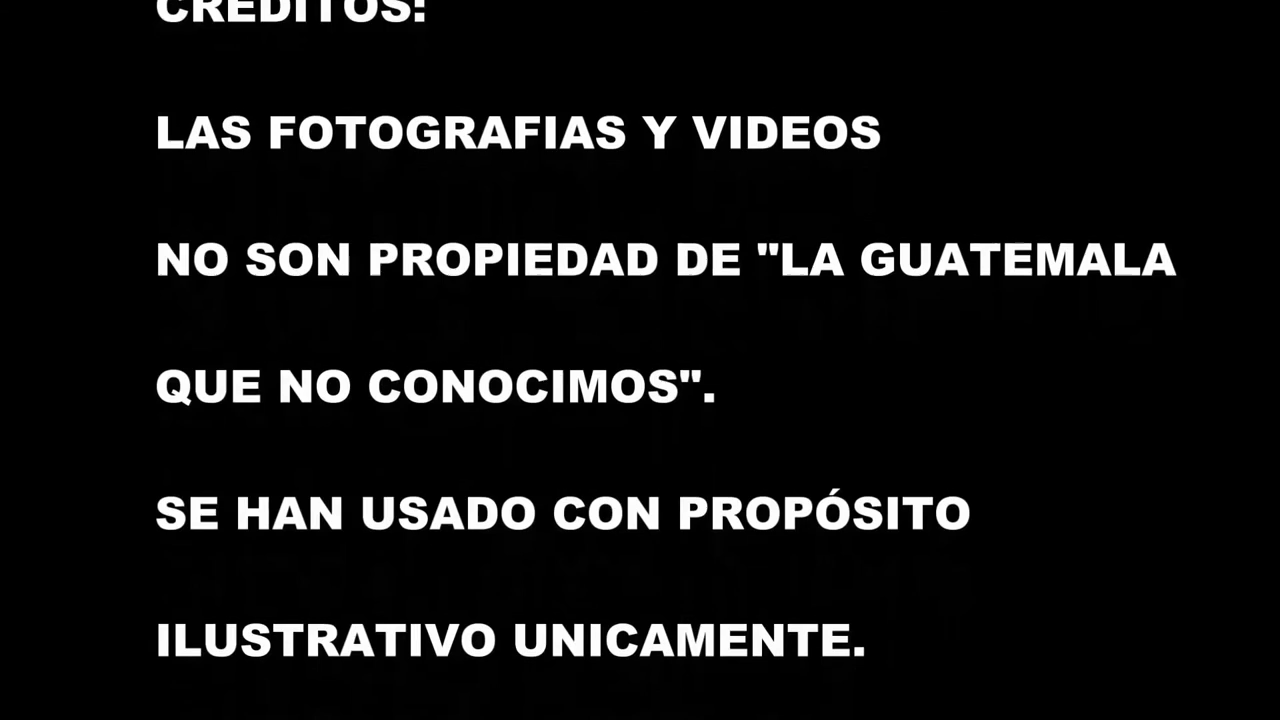 CREDITOS:
LAS FOTOGRAFIAS Y VIDEOS
NO SON PROPIEDAD DE "LA GUATEMALA
QUE NO CONOCIMOS".
SE HAN USADO CON PROPÓSITO
ILUSTRATIVO UNICAMENTE.